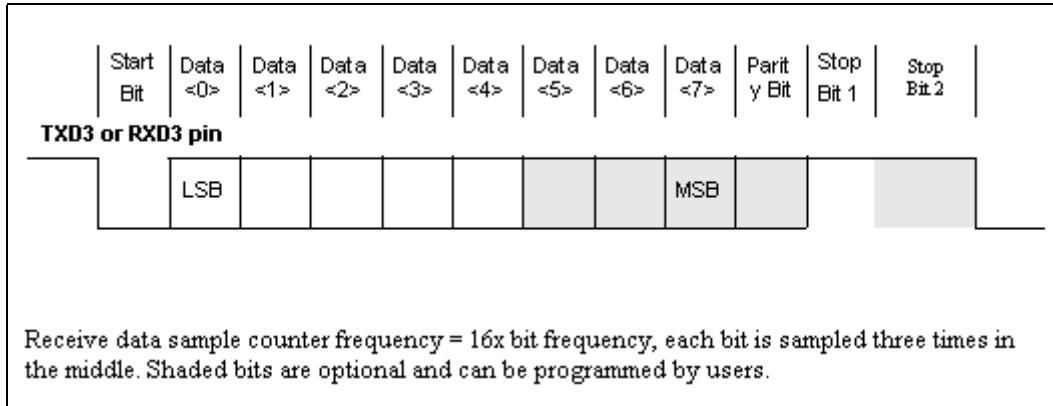 Start Bit Data <0> Data <1> Data <2> Data <3> Data <4> Data <5> Data <6> Data <7> Parit y Bit Stop Bit 1 Stop Bit 2
TXD3 or RXD3 pin
LSB MSB
Receive data sample counter frequency = 16x bit frequency, each bit is sampled three times in
the middle. Shaded bits are optional and can be programmed by users.